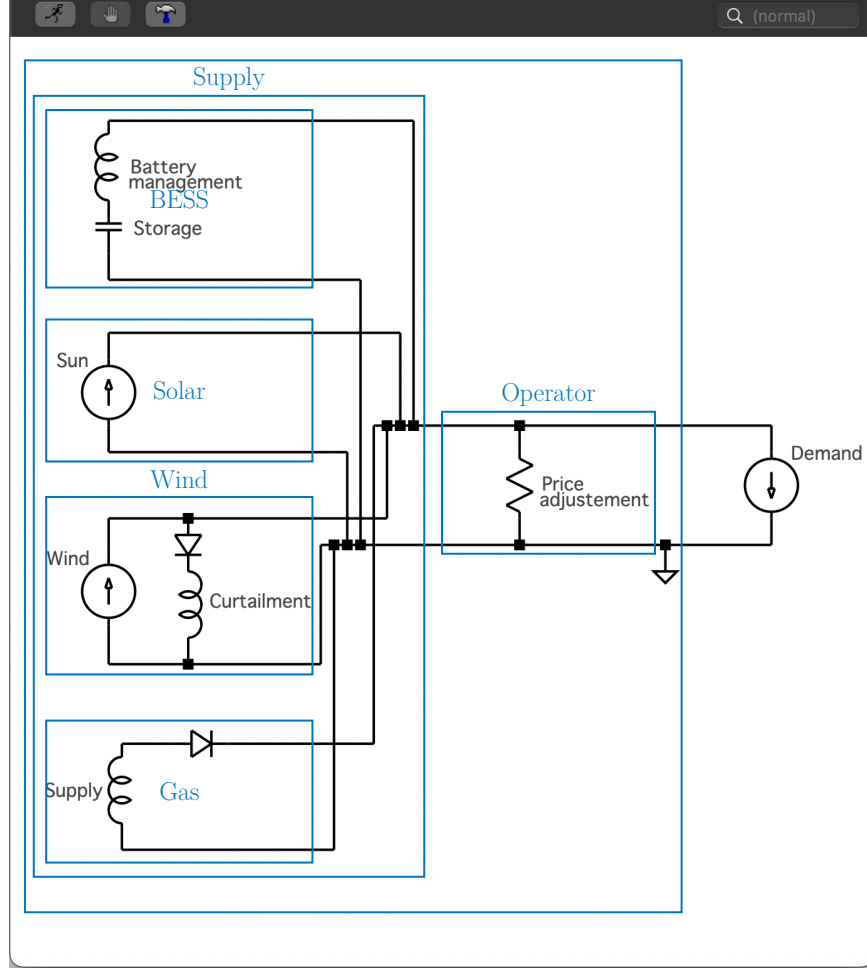 (normal)
Supply
Battery
management
BESS
Storage
Sun
Solar
Operator
Demand
Price
adjustement
Wind
Wind
Curtailment
Supply
Gas